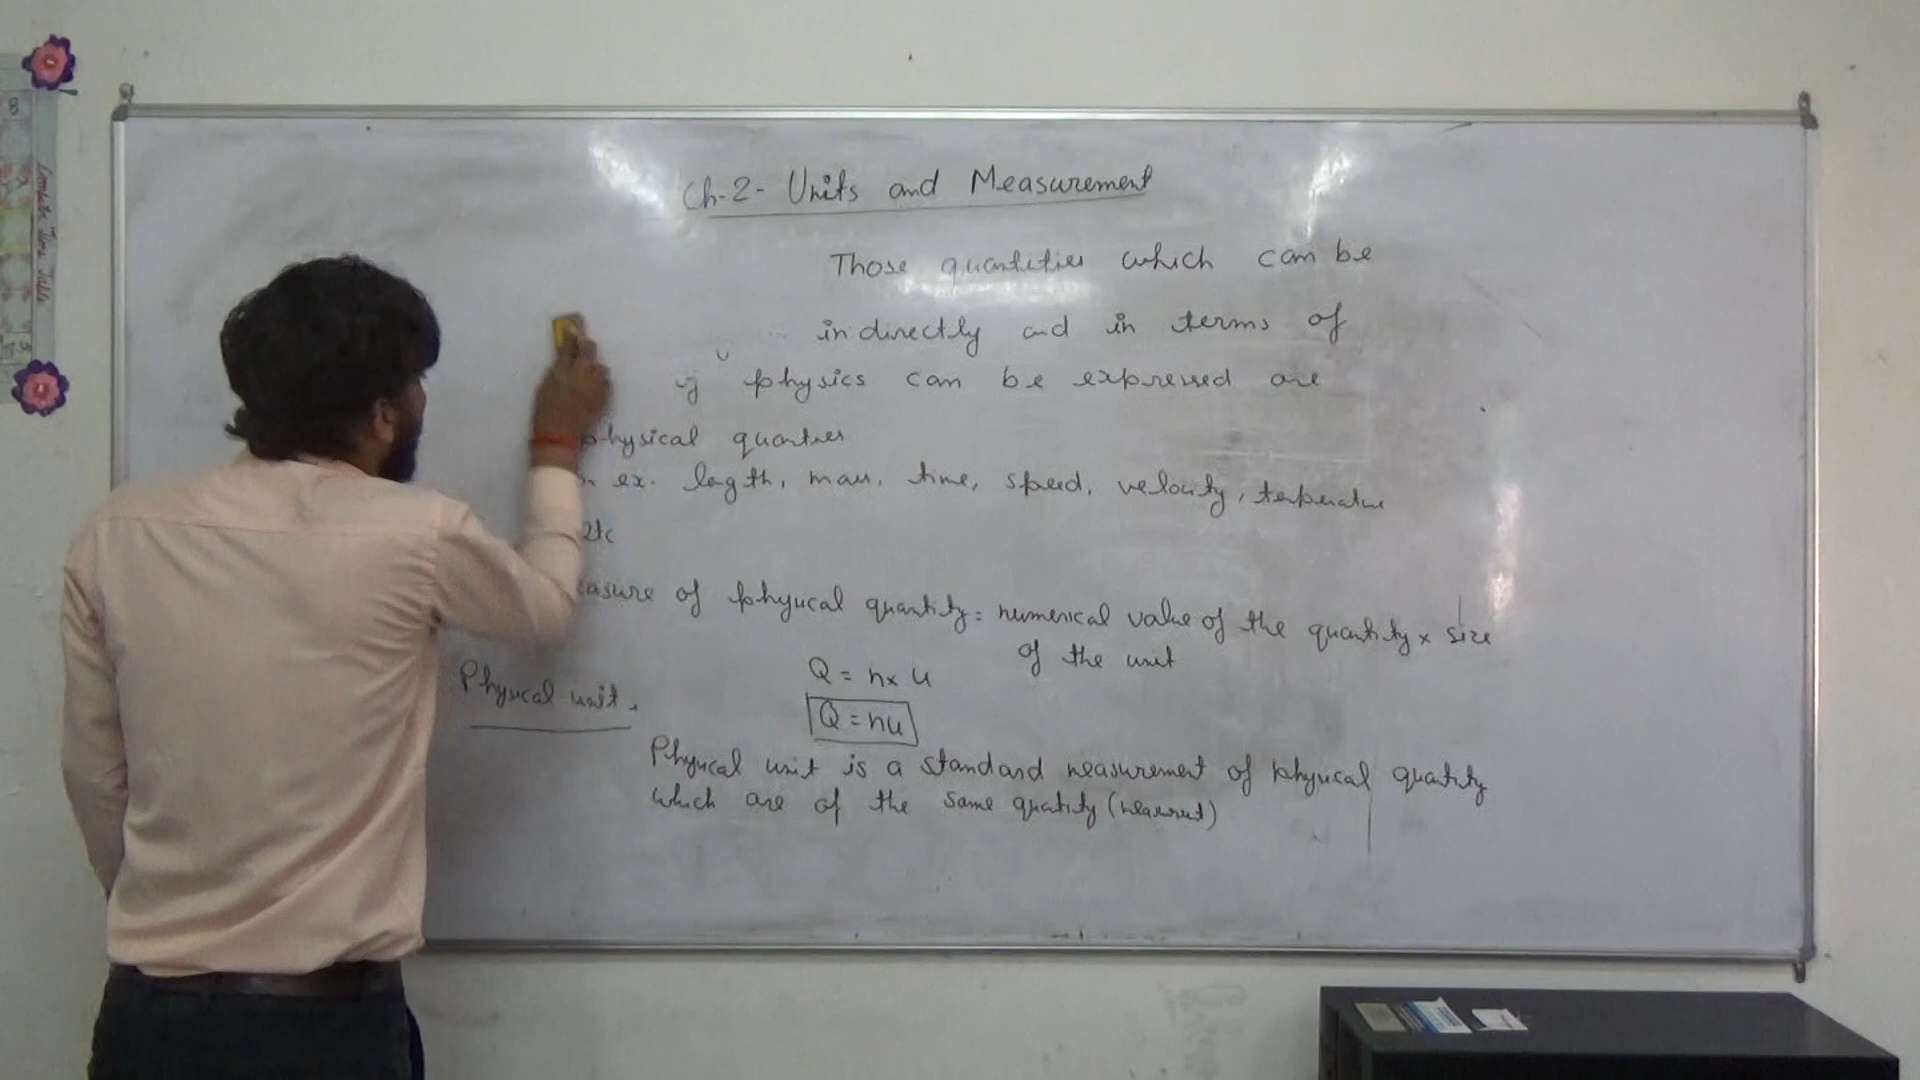 Ch-2- Units and Measurement
Those quantities which can be
indirectly and in terms of
physics can be expressed are
physical quanties
ex. length, mass, time, speed, velocity, temperature
etc
easure of physical quantity = numerical value of the quantity x size
of the unit
Q = n x u
Physical unit.
Q = nu
Physical unit is a standard measurement of physical quantity
which are of the same quantity